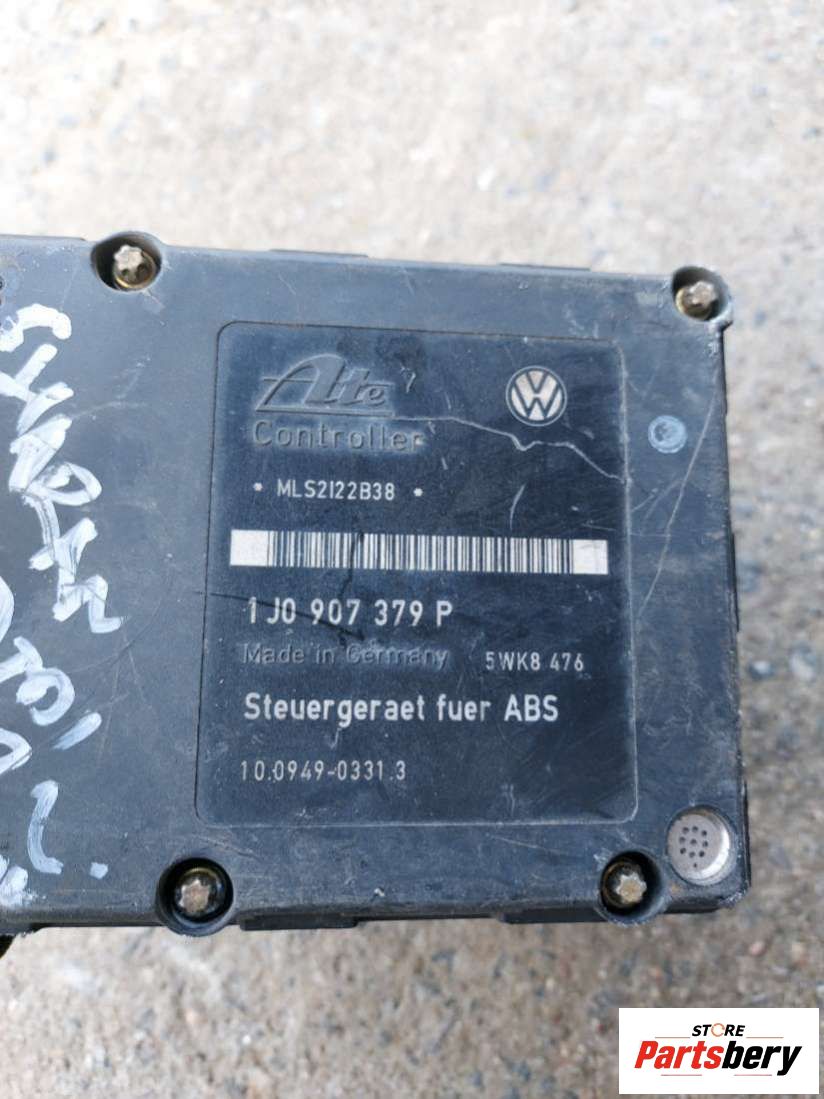 Ate
Controller
* MLS2122B38 *
1J0 907 379 P
Made in Germany 5WK8 476
Steuergeraet fuer ABS
10.0949-0331.3
STORE
Partsbery